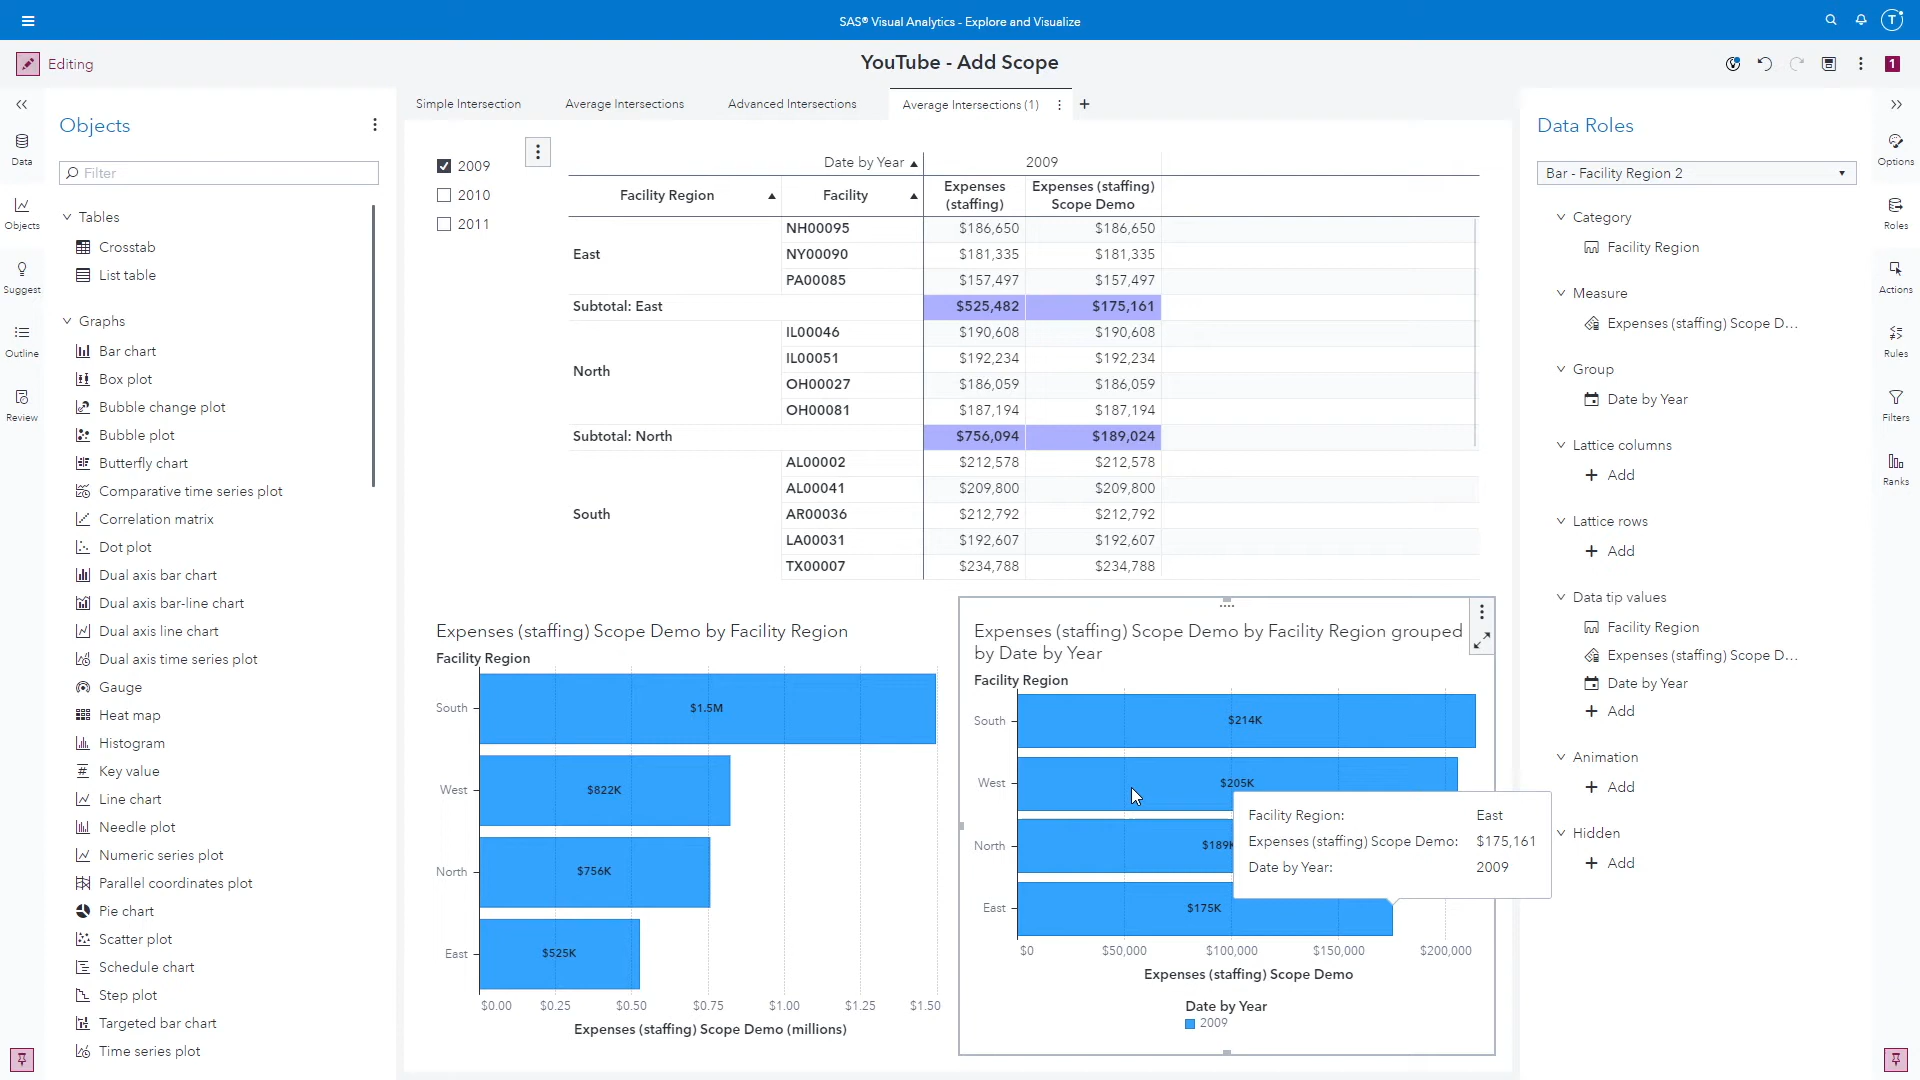 SAS® Visual Analytics - Explore and Visualize
T
Editing
YouTube - Add Scope
1
Data
Objects
Suggest
Outline
Review
Objects
Filter
Tables
Crosstab
List table
Graphs
Bar chart
Box plot
Bubble change plot
Bubble plot
Butterfly chart
Comparative time series plot
Correlation matrix
Dot plot
Dual axis bar chart
Dual axis bar-line chart
Dual axis line chart
Dual axis time series plot
Gauge
Heat map
Histogram
Key value
Line chart
Needle plot
Numeric series plot
Parallel coordinates plot
Pie chart
Scatter plot
Schedule chart
Step plot
Targeted bar chart
Time series plot
Simple Intersection Average Intersections Advanced Intersections Average Intersections (1)
2009
2010
2011
Date by Year 2009
Facility Region Facility Expenses (staffing) Expenses (staffing) Scope Demo
East
NH00095 $186,650 $186,650
NY00090 $181,335 $181,335
PA00085 $157,497 $157,497
Subtotal: East $525,482 $175,161
North
IL00046 $190,608 $190,608
IL00051 $192,234 $192,234
OH00027 $186,059 $186,059
OH00081 $187,194 $187,194
Subtotal: North $756,094 $189,024
South
AL00002 $212,578 $212,578
AL00041 $209,800 $209,800
AR00036 $212,792 $212,792
LA00031 $192,607 $192,607
TX00007 $234,788 $234,788
Expenses (staffing) Scope Demo by Facility Region
Facility Region
South $1.5M
West $822K
North $756K
East $525K
$0.00 $0.25 $0.50 $0.75 $1.00 $1.25 $1.50
Expenses (staffing) Scope Demo (millions)
Expenses (staffing) Scope Demo by Facility Region grouped
by Date by Year
Facility Region
South $214K
West $205K
North $189K
East $175K
$0 $50,000 $100,000 $150,000 $200,000
Expenses (staffing) Scope Demo
Date by Year
2009
Facility Region: East
Expenses (staffing) Scope Demo: $175,161
Date by Year: 2009
Data Roles
Bar - Facility Region 2
Category
Facility Region
Measure
Expenses (staffing) Scope D...
Group
Date by Year
Lattice columns
Add
Lattice rows
Add
Data tip values
Facility Region
Expenses (staffing) Scope D...
Date by Year
Add
Animation
Add
Hidden
Add
Options
Roles
Actions
Rules
Filters
Ranks